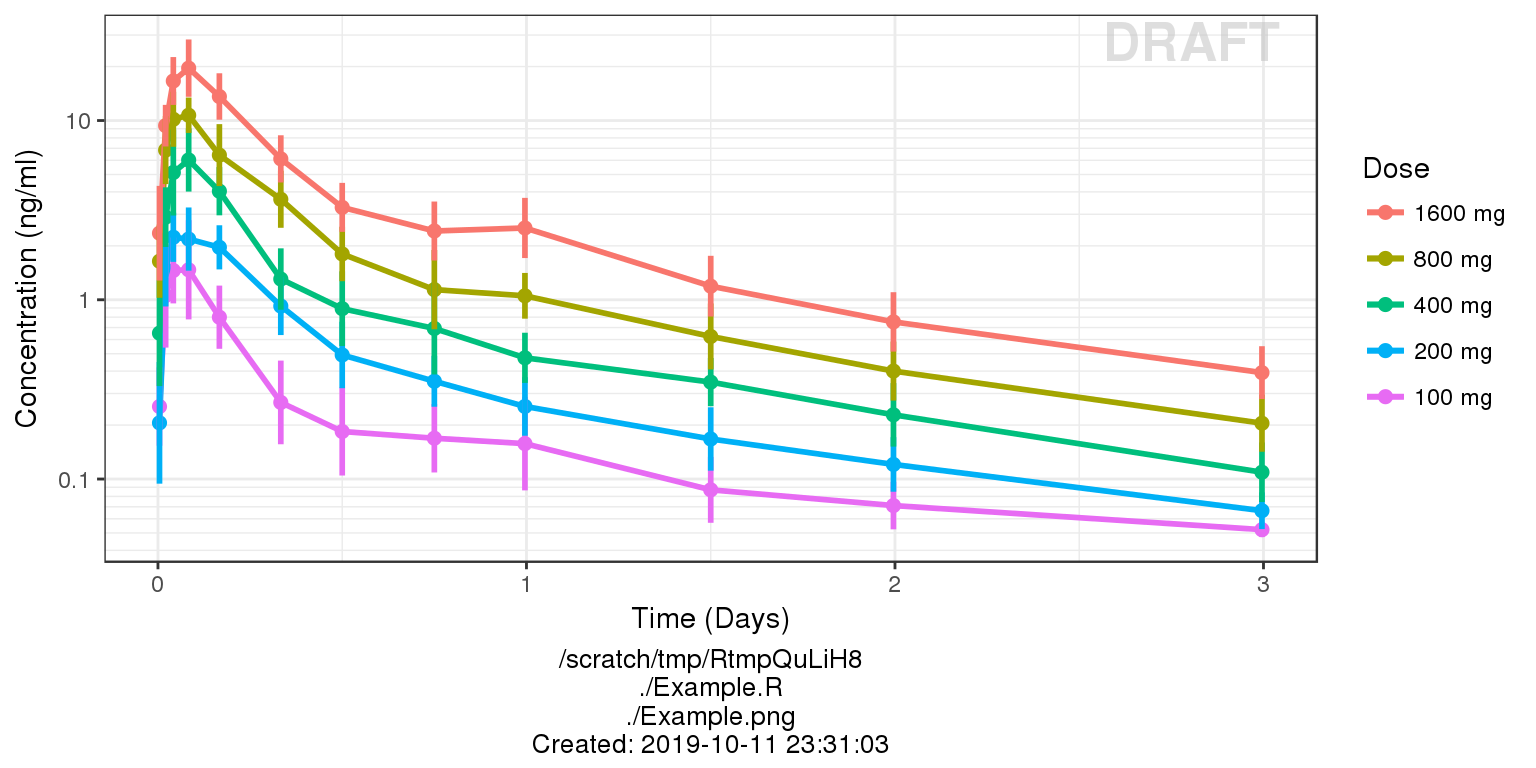 DRAFT
Concentration (ng/ml)
10
1
0.1
0
1
2
3
Time (Days)
Dose
1600 mg
800 mg
400 mg
200 mg
100 mg
/scratch/tmp/RtmpQuLiH8
./Example.R
./Example.png
Created: 2019-10-11 23:31:03